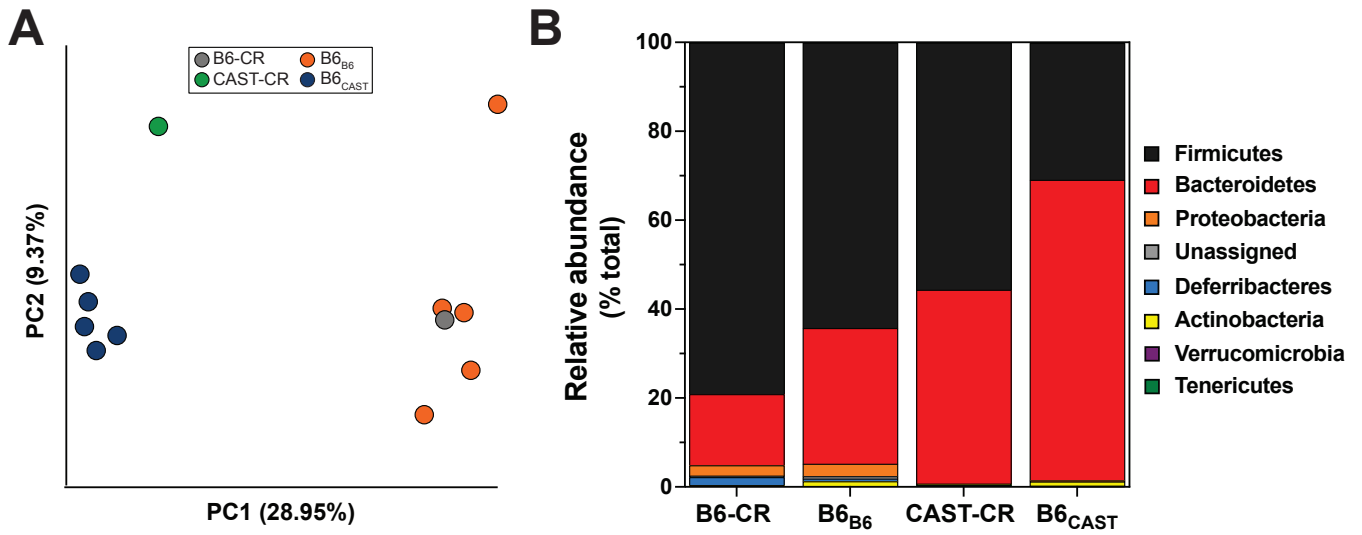 A
B6-CR
B6B6
CAST-CR
B6CAST
PC2 (9.37%)
PC1 (28.95%)
B
Relative abundance
(% total)
100
80
60
40
20
0
B6-CR
B6B6
CAST-CR
B6CAST
Firmicutes
Bacteroidetes
Proteobacteria
Unassigned
Deferribacteres
Actinobacteria
Verrucomicrobia
Tenericutes